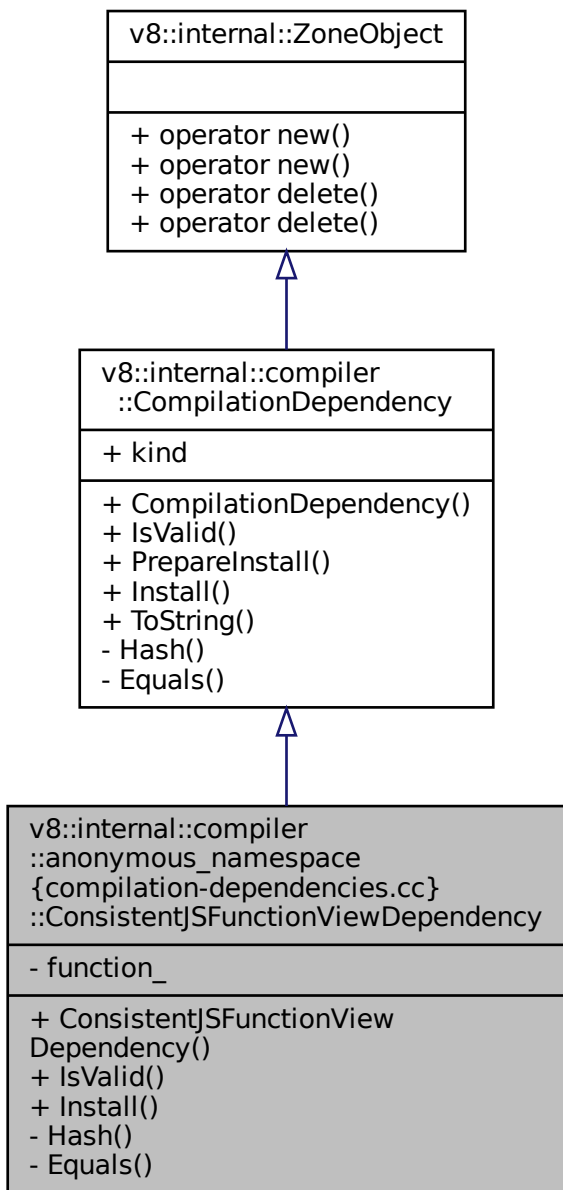 v8::internal::ZoneObject
+ operator new()
+ operator new()
+ operator delete()
+ operator delete()
v8::internal::compiler
::CompilationDependency
+ kind
+ CompilationDependency()
+ IsValid()
+ PrepareInstall()
+ Install()
+ ToString()
- Hash()
- Equals()
v8::internal::compiler
::anonymous_namespace
{compilation-dependencies.cc}
::ConsistentJSFunctionViewDependency
- function_
+ ConsistentJSFunctionView
Dependency()
+ IsValid()
+ Install()
- Hash()
- Equals()